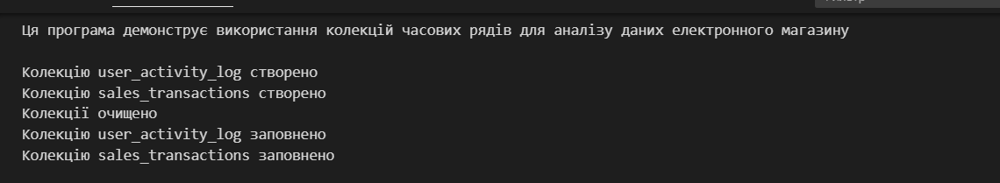 Ця програма демонструє використання колекцій часових рядів для аналізу даних електронного магазину
Колекцію user_activity_log створено
Колекцію sales_transactions створено
Колекції очищено
Колекцію user_activity_log заповнено
Колекцію sales_transactions заповнено